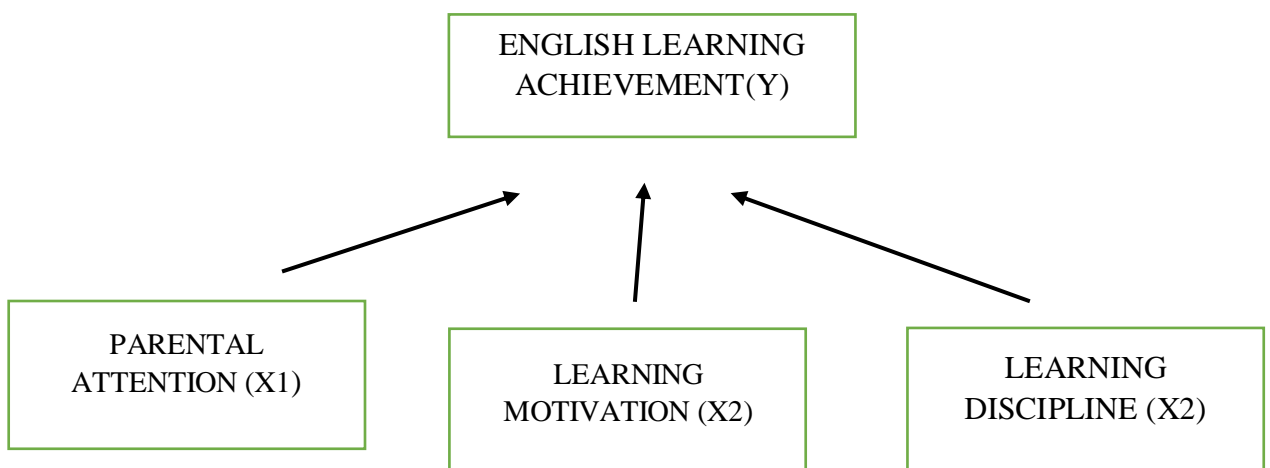 ENGLISH LEARNING
ACHIEVEMENT(Y)
PARENTAL
ATTENTION (X1)
LEARNING
MOTIVATION (X2)
LEARNING
DISCIPLINE (X2)